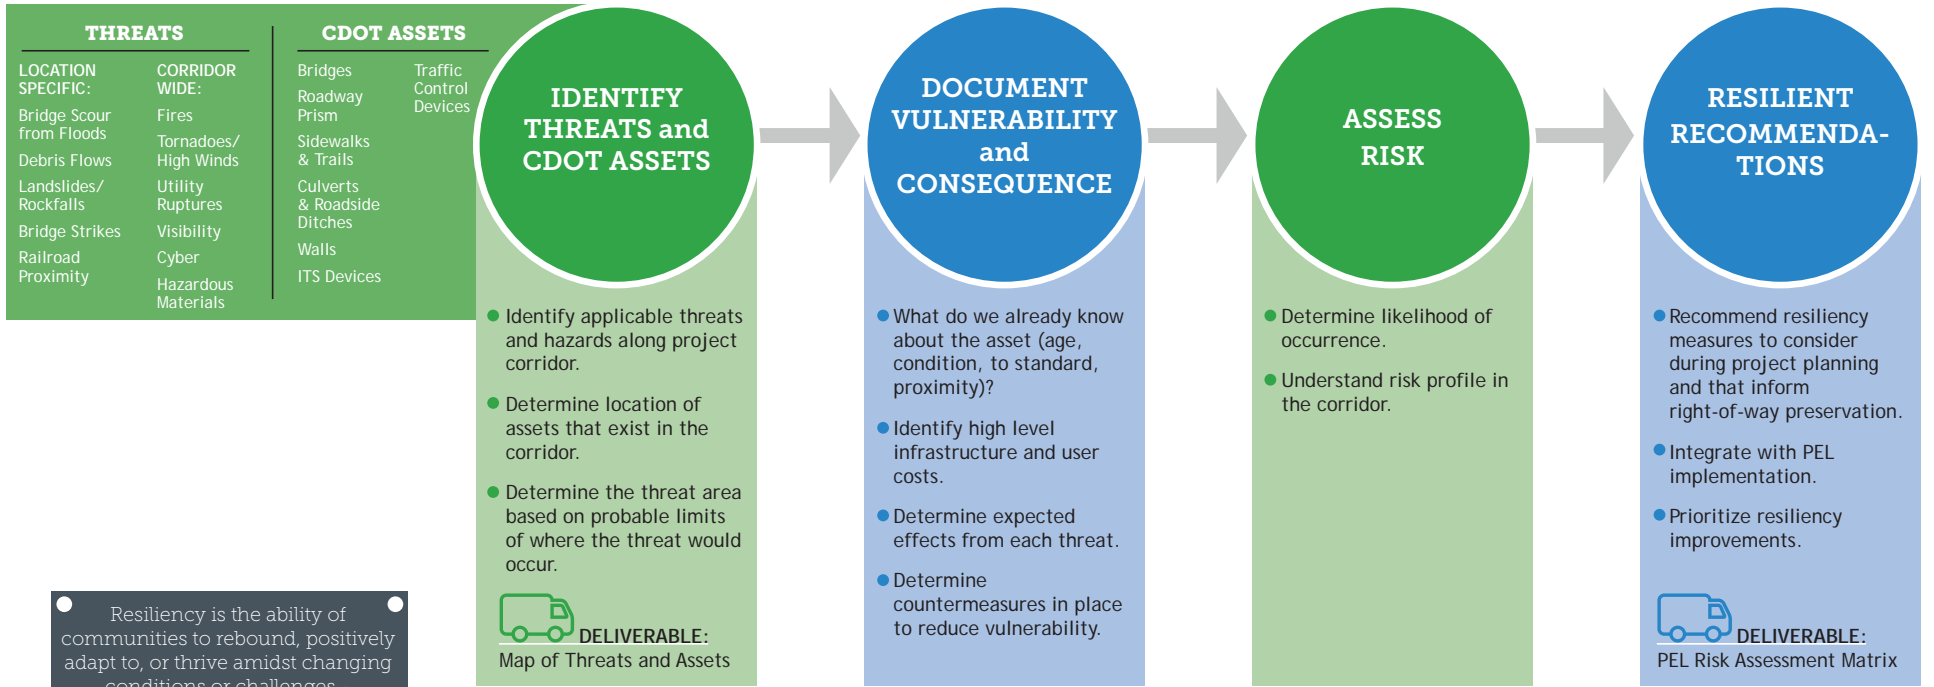 THREATS
LOCATION
SPECIFIC:
Bridge Scour
from Floods
Debris Flows
Landslides/
Rockfalls
Bridge Strikes
Railroad
Proximity
CORRIDOR
WIDE:
Fires
Tornadoes/
High Winds
Utility
Ruptures
Visibility
Cyber
Hazardous
Materials
CDOT ASSETS
Bridges
Roadway
Prism
Sidewalks
& Trails
Culverts
& Roadside
Ditches
Walls
ITS Devices
Traffic
Control
Devices
IDENTIFY
THREATS and
CDOT ASSETS
Identify applicable threats
and hazards along project
corridor.
Determine location of
assets that exist in the
corridor.
Determine the threat area
based on probable limits
of where the threat would
occur.
DELIVERABLE:
Map of Threats and Assets
DOCUMENT
VULNERABILITY
and
CONSEQUENCE
What do we already know
about the asset (age,
condition, to standard,
proximity)?
Identify high level
infrastructure and user
costs.
Determine expected
effects from each threat.
Determine
countermeasures in place
to reduce vulnerability.
ASSESS
RISK
Determine likelihood of
occurrence.
Understand risk profile in
the corridor.
RESILIENT
RECOMMENDA-
TIONS
Recommend resiliency
measures to consider
during project planning
and that inform
right-of-way preservation.
Integrate with PEL
implementation.
Prioritize resiliency
improvements.
DELIVERABLE:
PEL Risk Assessment Matrix
Resiliency is the ability of
communities to rebound, positively
adapt to, or thrive amidst changing
conditions or challenges